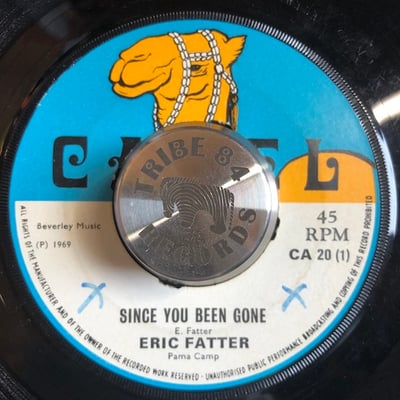 CAMEL
TRIBE 84
RECORDS
Beverley Music
(P) 1969
45
RPM
CA 20 (1)
SINCE YOU BEEN GONE
E. Fatter
ERIC FATTER
Pama Camp
ALL RIGHTS OF THE MANUFACTURER AND OF THE OWNER OF THE RECORDED WORK RESERVED - UNAUTHORISED PUBLIC PERFORMANCE BROADCASTING AND COPYING OF THIS RECORD PROHIBITED